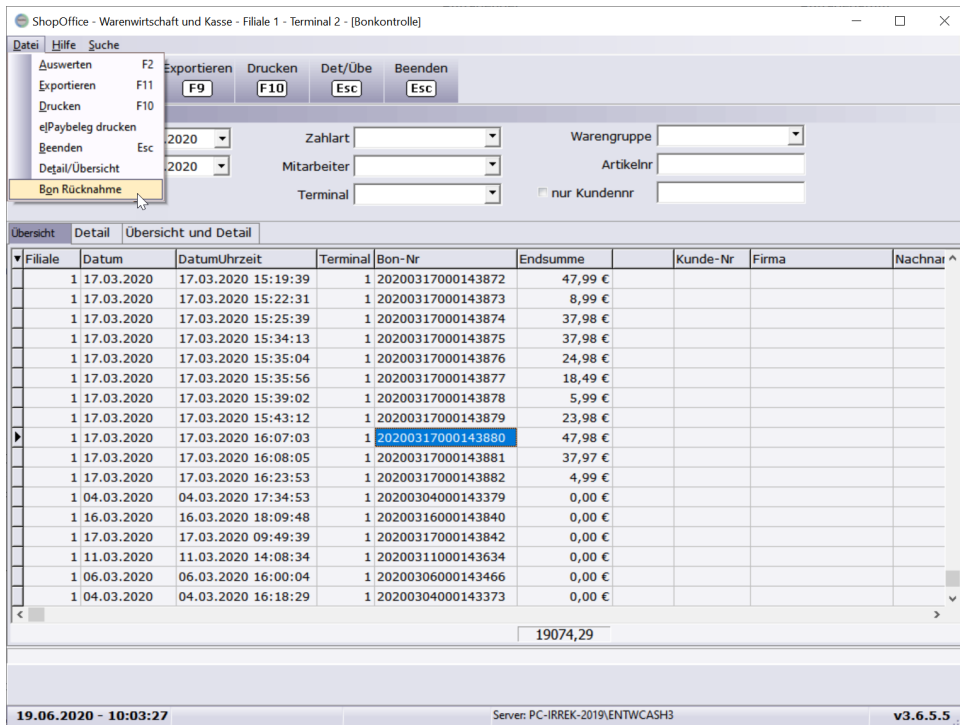 ShopOffice - Warenwirtschaft und Kasse - Filiale 1 - Terminal 2 - [Bonkontrolle]
Datei Hilfe Suche
Auswerten F2
Exportieren F11
Drucken F10
elPaybeleg drucken
Beenden Esc
Detail/Übersicht
Bon Rücknahme
Exportieren Drucken Det/Übe Beenden
F9 F10 Esc Esc
.2020 Zahlart Warengruppe
.2020 Mitarbeiter Artikelnr
Terminal nur Kundennr
Übersicht Detail Übersicht und Detail
Filiale Datum DatumUhrzeit Terminal Bon-Nr Endsumme Kunde-Nr Firma Nachnar
1 17.03.2020 17.03.2020 15:19:39 1 20200317000143872 47,99 €
1 17.03.2020 17.03.2020 15:22:31 1 20200317000143873 8,99 €
1 17.03.2020 17.03.2020 15:25:39 1 20200317000143874 37,98 €
1 17.03.2020 17.03.2020 15:34:13 1 20200317000143875 37,98 €
1 17.03.2020 17.03.2020 15:35:04 1 20200317000143876 24,98 €
1 17.03.2020 17.03.2020 15:35:56 1 20200317000143877 18,49 €
1 17.03.2020 17.03.2020 15:39:02 1 20200317000143878 5,99 €
1 17.03.2020 17.03.2020 15:43:12 1 20200317000143879 23,98 €
1 17.03.2020 17.03.2020 16:07:03 1 20200317000143880 47,98 €
1 17.03.2020 17.03.2020 16:08:05 1 20200317000143881 37,97 €
1 17.03.2020 17.03.2020 16:23:53 1 20200317000143882 4,99 €
1 04.03.2020 04.03.2020 17:34:53 1 20200304000143379 0,00 €
1 16.03.2020 16.03.2020 18:09:48 1 20200316000143840 0,00 €
1 17.03.2020 17.03.2020 09:49:39 1 20200317000143842 0,00 €
1 11.03.2020 11.03.2020 14:08:34 1 20200311000143634 0,00 €
1 06.03.2020 06.03.2020 16:00:04 1 20200306000143466 0,00 €
1 04.03.2020 04.03.2020 16:18:29 1 20200304000143373 0,00 €
19074,29
19.06.2020 - 10:03:27 Server: PC-IRREK-2019\ENTWCASH3 v3.6.5.5